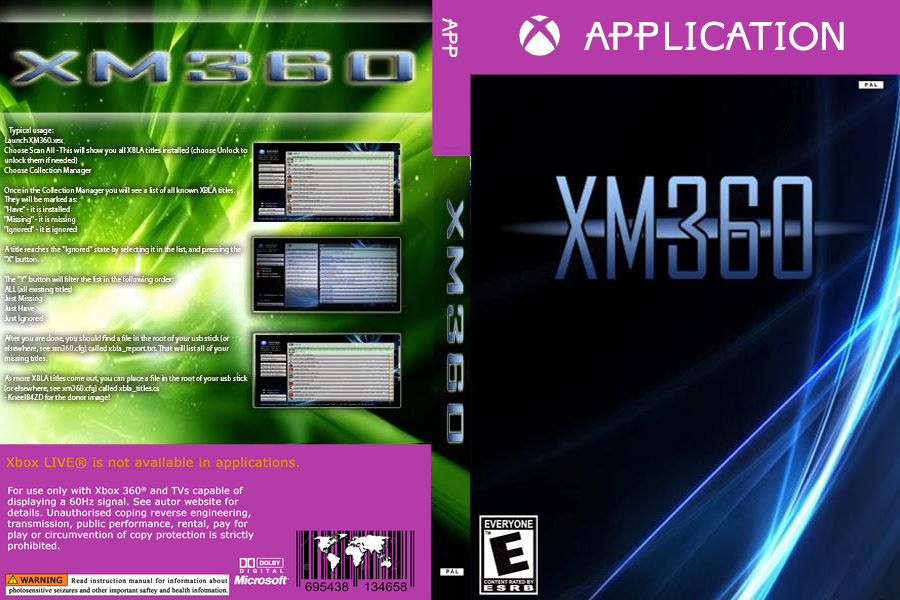 XM360
Typical usage:
Launch XM360.xex
Choose Scan All - This will show you all XBLA titles installed (choose Unlock to
unlock them if needed)
Choose Collection Manager
Once in the Collection Manager you will see a list of all known XBLA titles.
They will be marked as:
"Have" - it is installed
"Missing" - it is missing
"Ignored" - it is ignored
A title reaches the "Ignored" state by selecting it in the list, and pressing the
"X" button.
The "Y" button will filter the list in the following order:
ALL (all existing titles)
Just Missing
Just Have
Just Ignored
After you are done, you should find a file in the root of your usb stick (or
elsewhere, see xm360.cfg) called xbla_report.txt. That will list all of your
missing titles.
As more XBLA titles come out, you can place a file in the root of your usb stick
(or elsewhere, see xm360.cfg) called xbla_titles.cs
- Kneel84ZD for the donor image!
Xbox LIVE® is not available in applications.
For use only with Xbox 360® and TVs capable of
displaying a 60Hz signal. See autor website for
details. Unauthorised coping reverse engineering,
transmission, public performance, rental, pay for
play or circumvention of copy protection is strictly
prohibited.
WARNING Read instruction manual for information about
photosensitive seizures and other important saftey and health infotmation.
DOLBY
DIGITAL
Microsoft
695438 134658
APP
XM360
PAL
APPLICATION
PAL
XM360
EVERYONE
E
CONTENT RATED BY
ESRB